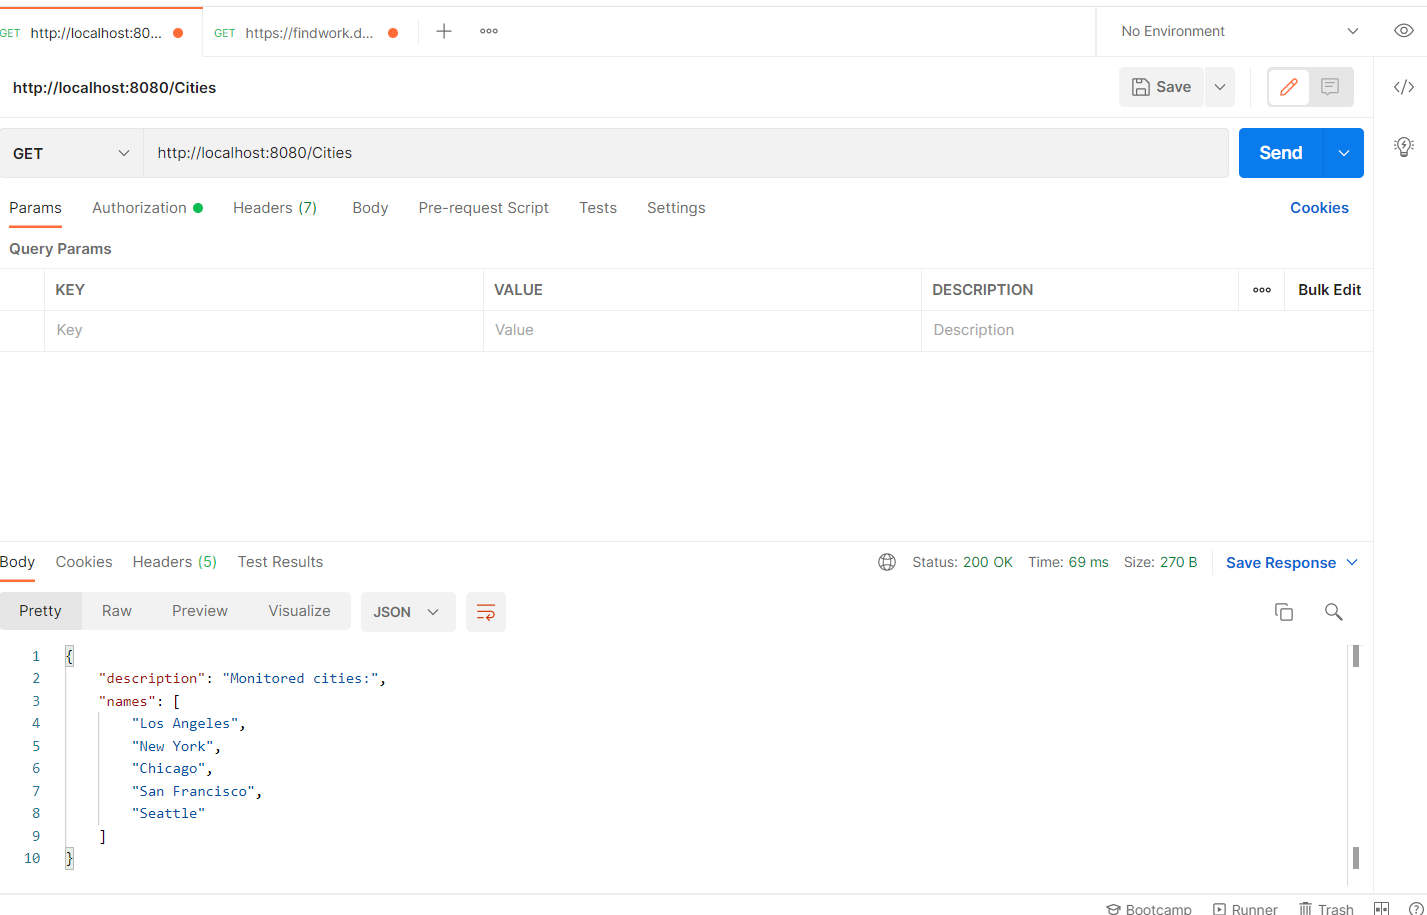 GET http://localhost:80... GET https://findwork.d... No Environment
http://localhost:8080/Cities Save
GET http://localhost:8080/Cities Send
Params Authorization Headers (7) Body Pre-request Script Tests Settings Cookies
Query Params
KEY VALUE DESCRIPTION Bulk Edit
Key Value Description
Body Cookies Headers (5) Test Results Status: 200 OK Time: 69 ms Size: 270 B Save Response
Pretty Raw Preview Visualize JSON
1 {
2 "description": "Monitored cities:",
3 "names": [
4 "Los Angeles",
5 "New York",
6 "Chicago",
7 "San Francisco",
8 "Seattle"
9 ]
10 }
Bootcamp Runner Trash